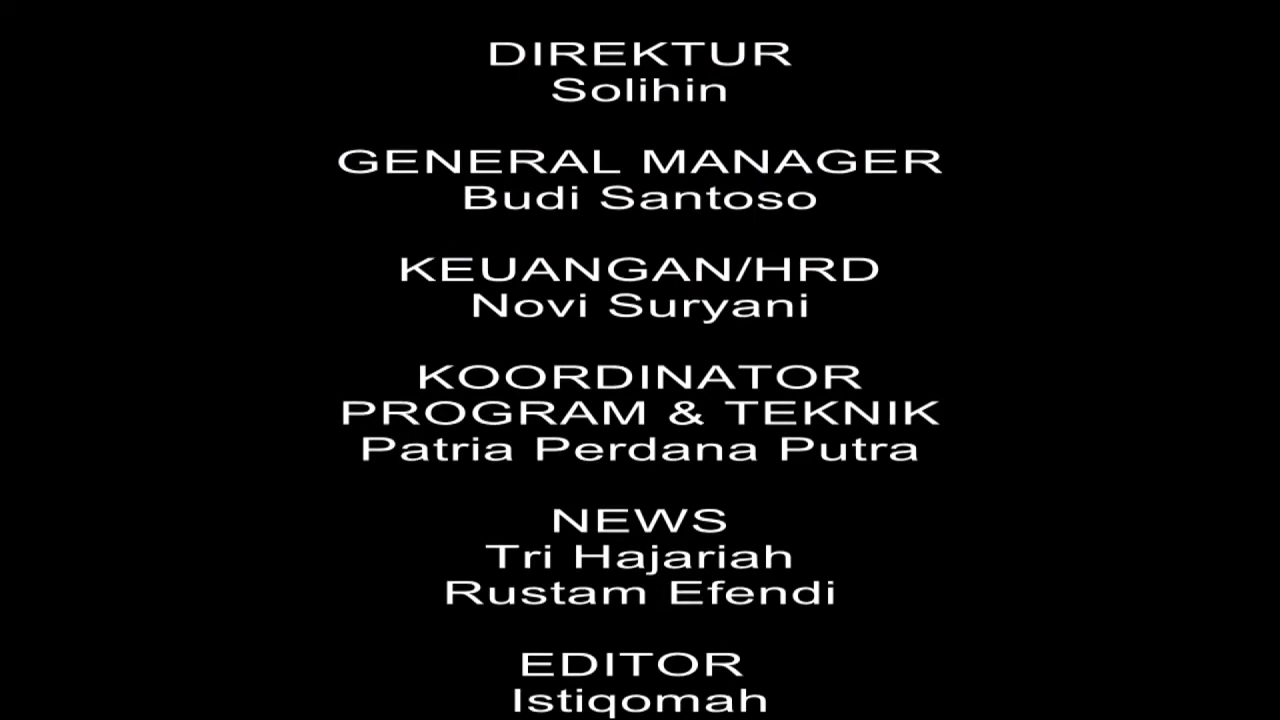 DIREKTUR
Solihin
GENERAL MANAGER
Budi Santoso
KEUANGAN/HRD
Novi Suryani
KOORDINATOR
PROGRAM & TEKNIK
Patria Perdana Putra
NEWS
Tri Hajariah
Rustam Efendi
EDITOR
Istiqomah